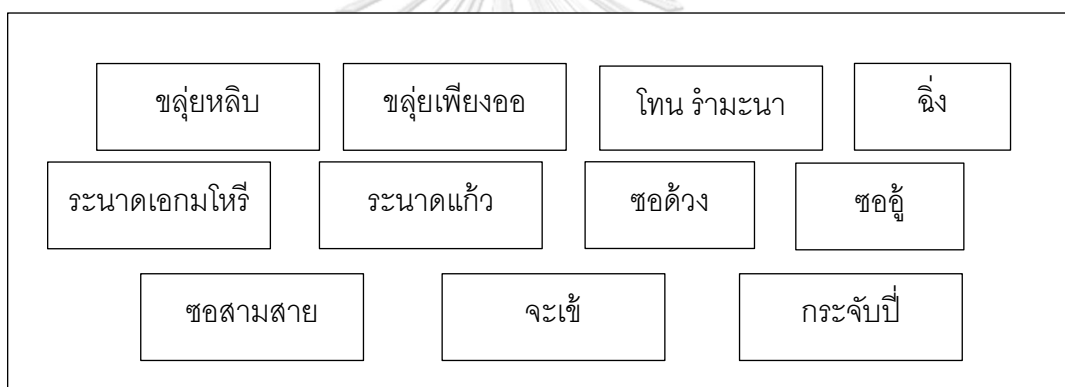 ขลุ่ยหลิบ ขลุ่ยเพียงออ โทน รำมะนา ฉิ่ง
ระนาดเอกมโหรี ระนาดแก้ว ซอด้วง ซออู้
ซอสามสาย จะเข้ กระจับปี่